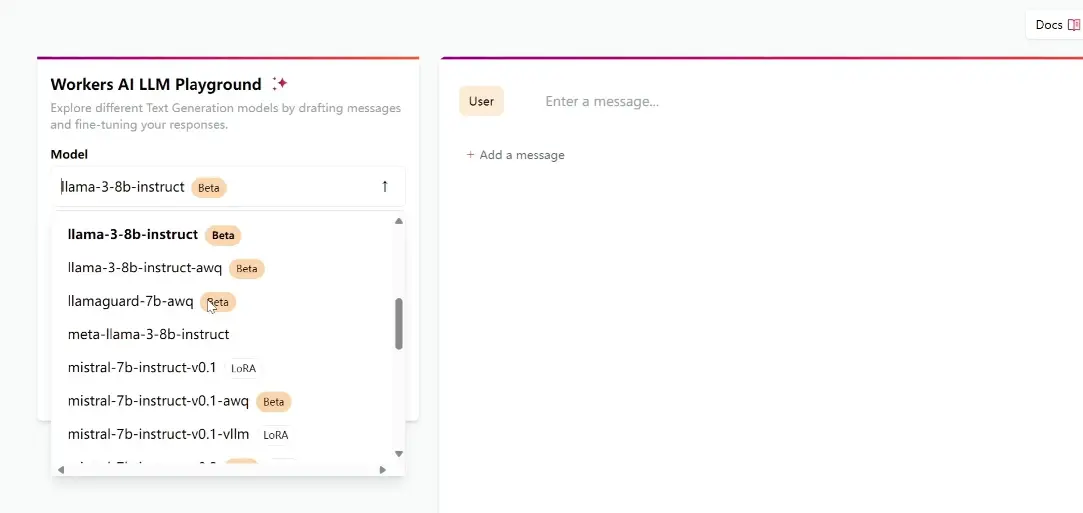 Docs
Workers AI LLM Playground
Explore different Text Generation models by drafting messages
and fine-tuning your responses.
Model
llama-3-8b-instruct Beta
llama-3-8b-instruct Beta
llama-3-8b-instruct-awq Beta
llamaguard-7b-awq Beta
meta-llama-3-8b-instruct
mistral-7b-instruct-v0.1 LoRA
mistral-7b-instruct-v0.1-awq Beta
mistral-7b-instruct-v0.1-vllm LoRA
User
Enter a message...
+ Add a message